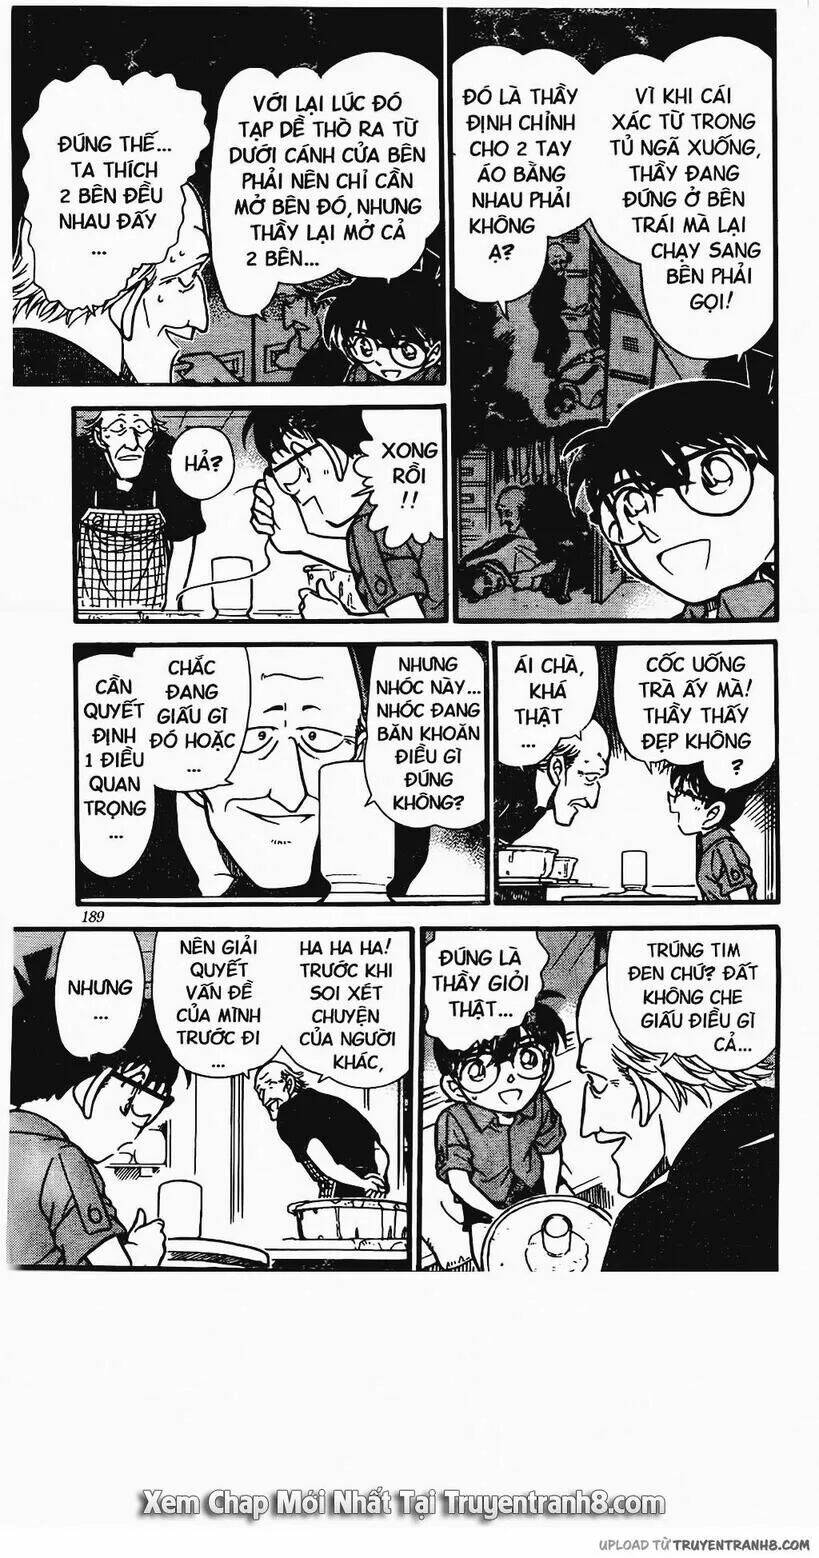 VÌ KHI CÁI
XÁC TỪ TRONG
TỦ NGÃ XUỐNG,
THẦY ĐANG
ĐỨNG Ở BÊN
TRÁI MÀ LẠI
CHẠY SANG
BÊN PHẢI
GỌI!
ĐÓ LÀ THẦY
ĐỊNH CHỈNH
CHO 2 TAY
ÁO BẰNG
NHAU PHẢI
KHÔNG
Ạ?
VỚI LẠI LÚC ĐÓ
TẠP DỀ THÒ RA TỪ
DƯỚI CÁNH CỬA BÊN
PHẢI NÊN CHỈ CẦN
MỞ BÊN ĐÓ, NHƯNG
THẦY LẠI MỞ CẢ
2 BÊN...
ĐÚNG THẾ...
TA THÍCH
2 BÊN ĐỀU
NHAU ĐẤY
...
XONG
RỒI
!!
HẢ?
CỐC UỐNG
TRÀ ẤY MÀ!
THẦY THẤY
ĐẸP KHÔNG
?
ÁI CHÀ,
KHÁ
THẬT
...
NHƯNG
NHÓC NÀY...
NHÓC ĐANG
BĂN KHOĂN
ĐIỀU GÌ
ĐÚNG
KHÔNG?
CHẮC
ĐANG
GIẤU GÌ
ĐÓ HOẶC
...
CẦN
QUYẾT
ĐỊNH
1 ĐIỀU
QUAN
TRỌNG
...
189
TRÚNG TIM
ĐEN CHỨ? ĐẤT
KHÔNG CHE
GIẤU ĐIỀU GÌ
CẢ...
ĐÚNG LÀ
THẦY GIỎI
THẬT...
HA HA HA!
TRƯỚC KHI
SOI XÉT
CHUYỆN
CỦA NGƯỜI
KHÁC,
NÊN GIẢI
QUYẾT
VẤN ĐỀ
CỦA MÌNH
TRƯỚC ĐI
...
NHƯNG
...
Xem Chap Mới Nhất Tại Truyentranh8.com
UPLOAD TỪ TRUYENTRANH8.COM